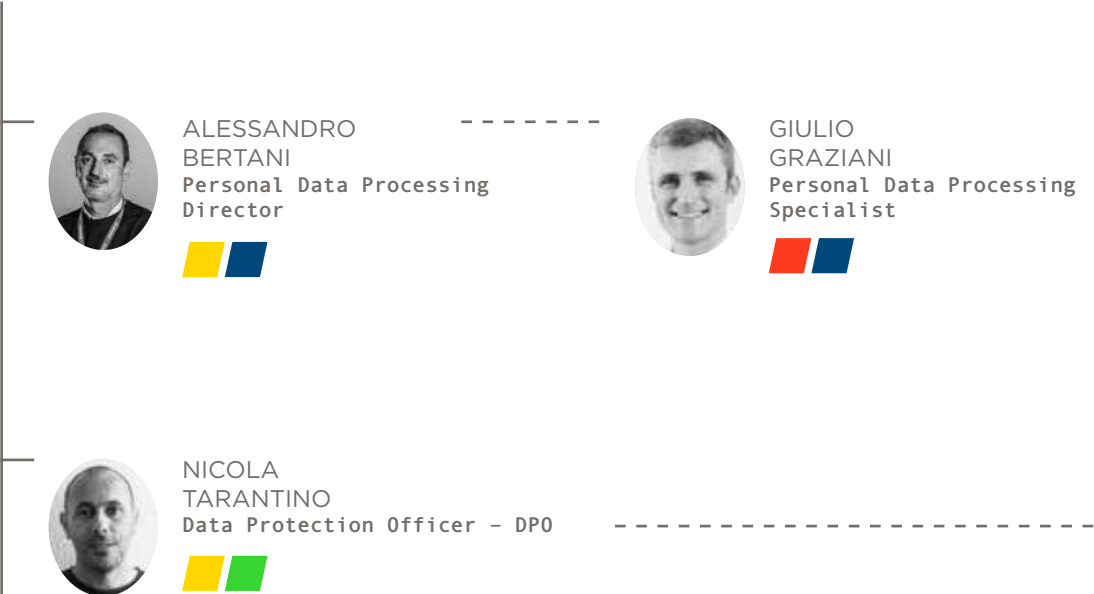 ALESSANDRO
BERTANI
Personal Data Processing
Director
GIULIO
GRAZIANI
Personal Data Processing
Specialist
NICOLA
TARANTINO
Data Protection Officer – DPO